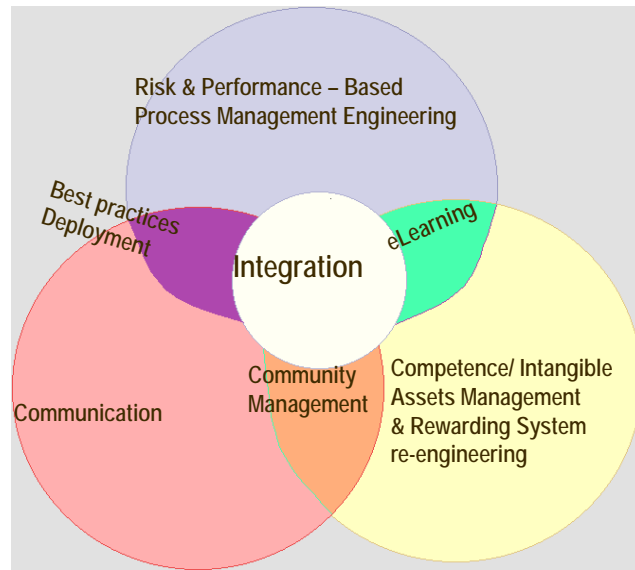 Risk & Performance – Based
Process Management Engineering
Best practices
Deployment
eLearning
Integration
Community
Management
Communication
Competence/ Intangible
Assets Management
& Rewarding System
re-engineering